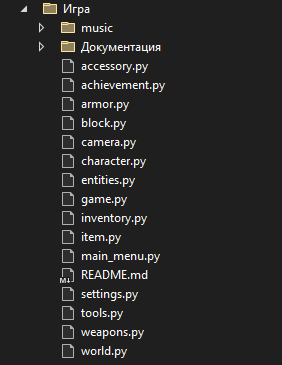 Игра
music
Документация
accessory.py
achievement.py
armor.py
block.py
camera.py
character.py
entities.py
game.py
inventory.py
item.py
main_menu.py
README.md
settings.py
tools.py
weapons.py
world.py